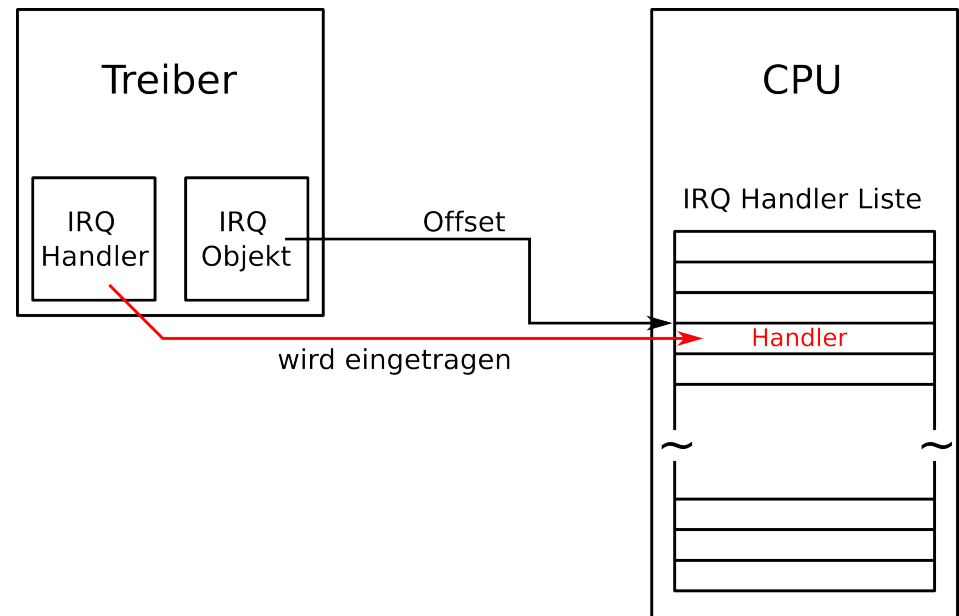 Treiber
IRQ
Handler
IRQ
Objekt
Offset
wird eingetragen
CPU
IRQ Handler Liste
Handler
~ ~